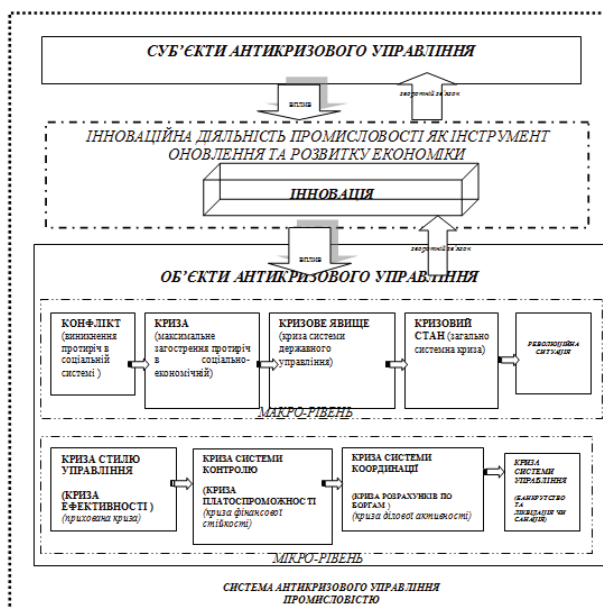 СУБ’ЄКТИ АНТИКРИЗОВОГО УПРАВЛІННЯ
ВПЛИВ
зворотній зв'язок
ІННОВАЦІЙНА ДІЯЛЬНІСТЬ ПРОМИСЛОВОСТІ ЯК ІНСТРУМЕНТ
ОНОВЛЕННЯ ТА РОЗВИТКУ ЕКОНОМІКИ
ІННОВАЦІЯ
ВПЛИВ
зворотній зв'язок
ОБ’ЄКТИ АНТИКРИЗОВОГО УПРАВЛІННЯ
КОНФЛІКТ
(виникнення
протиріч в
соціальній
системі )
КРИЗА
(максимальне
загострення протиріч
в соціально-
економічній)
КРИЗОВЕ ЯВИЩЕ
(криза системи
державного
управління)
КРИЗОВИЙ
СТАН (загально
системна криза)
РЕВОЛЮЦІЙНА
СИТУАЦІЯ
МАКРО-РІВЕНЬ
КРИЗА СТИЛЮ
УПРАВЛІННЯ
(КРИЗА
ЕФЕКТИВНОСТІ )
(прихована криза)
КРИЗА СИСТЕМИ
КОНТРОЛЮ
(КРИЗА
ПЛАТОСПРОМОЖНОСТІ
(криза фінансової
стійкості)
КРИЗА СИСТЕМИ
КООРДИНАЦІЇ
(КРИЗА РОЗРАХУНКІВ ПО
БОРГАМ )
(криза ділової активності)
КРИЗА
СИСТЕМИ
УПРАВЛІННЯ
(БАНКРУТСТВО
ТА
ЛІКВІДАЦІЯ ЧИ
САНАЦІЯ)
МІКРО-РІВЕНЬ
СИСТЕМА АНТИКРИЗОВОГО УПРАВЛІННЯ
ПРОМИСЛОВІСТЮ